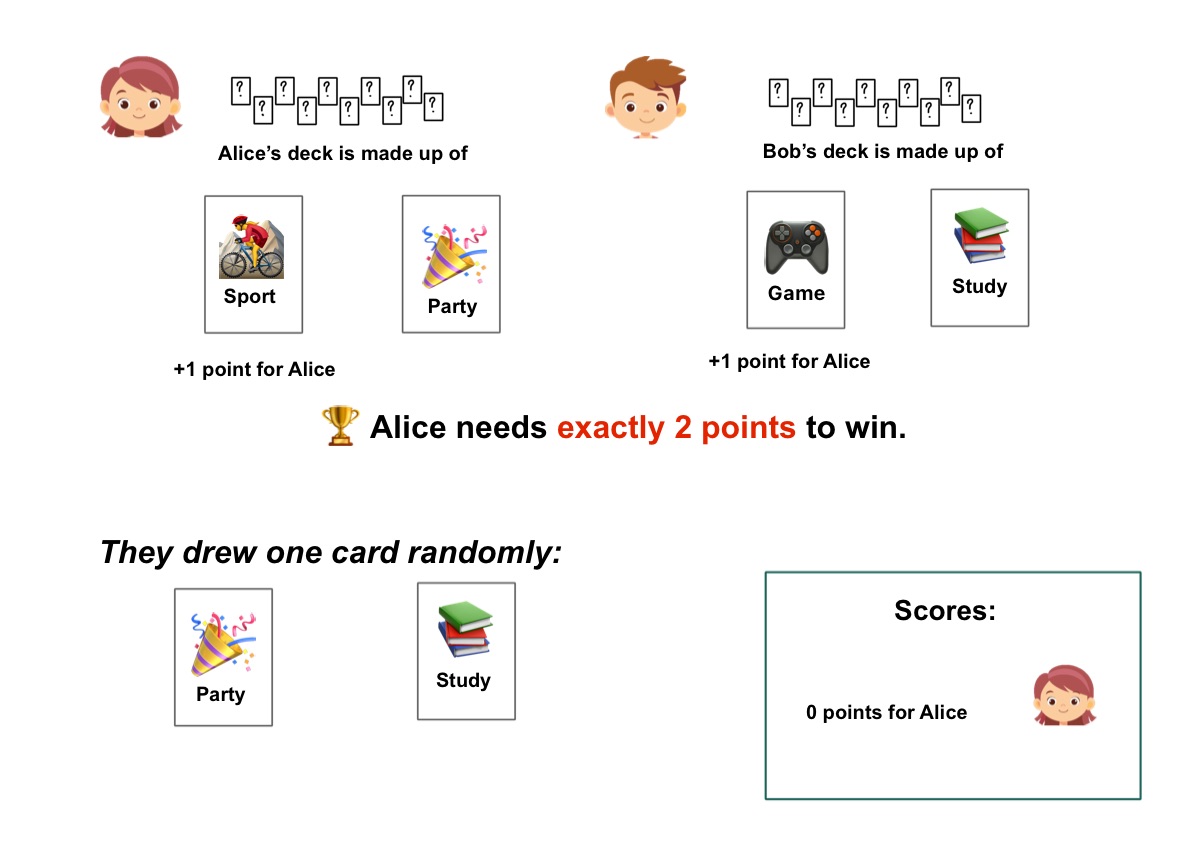 ? ? ? ? ? ? ? ? ? ?
Alice’s deck is made up of
? ? ? ? ? ? ? ? ? ?
Bob’s deck is made up of
Sport
Party
Game
Study
+1 point for Alice
+1 point for Alice
Alice needs exactly 2 points to win.
They drew one card randomly:
Party
Study
Scores:
0 points for Alice